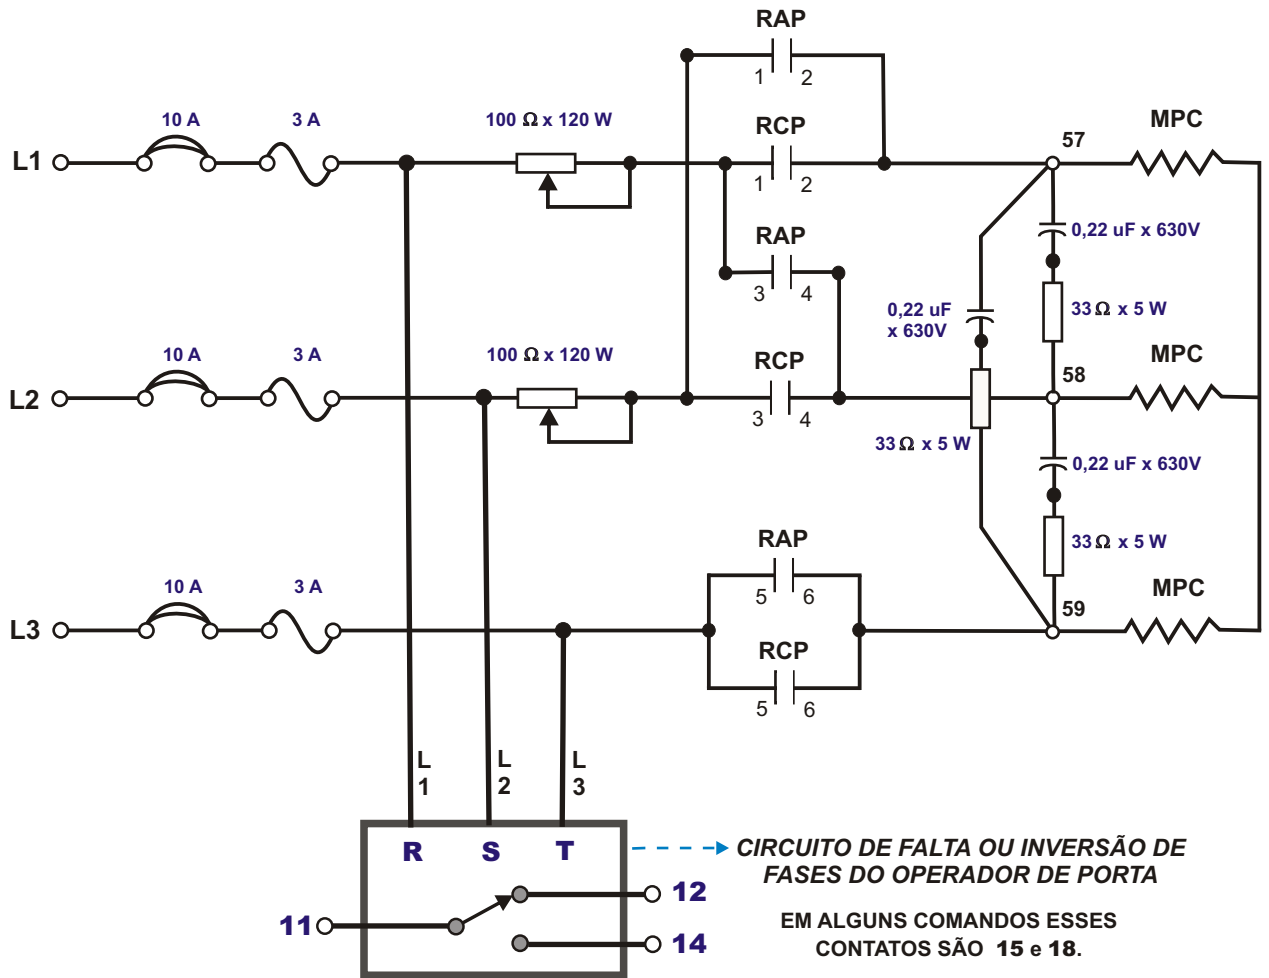 RAP
1 2
10 A 3 A 100 Ω x 120 W RCP 57 MPC
L1
1 2
0,22 uF x 630V
RAP
3 4
0,22 uF
x 630V
33 Ω x 5 W
10 A 3 A 100 Ω x 120 W RCP 58 MPC
L2
3 4
33 Ω x 5 W
0,22 uF x 630V
RAP
33 Ω x 5 W
10 A 3 A 5 6 59 MPC
L3
RCP
5 6
L
1
L
2
L
3
R S T
CIRCUITO DE FALTA OU INVERSÃO DE
FASES DO OPERADOR DE PORTA
12
11
14
EM ALGUNS COMANDOS ESSES
CONTATOS SÃO 15 e 18.